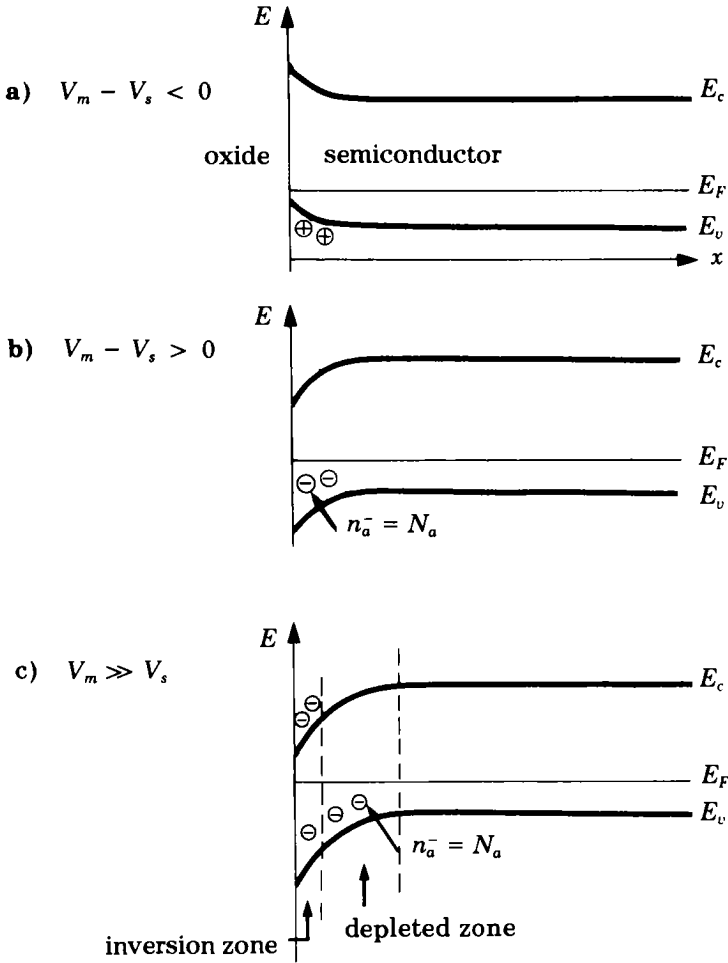 E
a) V_m − V_s < 0
E_c
oxide semiconductor
E_F
E_v
⊕ ⊕
x
E
b) V_m − V_s > 0
E_c
E_F
⊖ ⊖
E_v
n_a^- = N_a
E
c) V_m ≫ V_s
E_c
⊖ ⊖
E_F
⊖ ⊖ ⊖
E_v
n_a^- = N_a
depleted zone
inversion zone